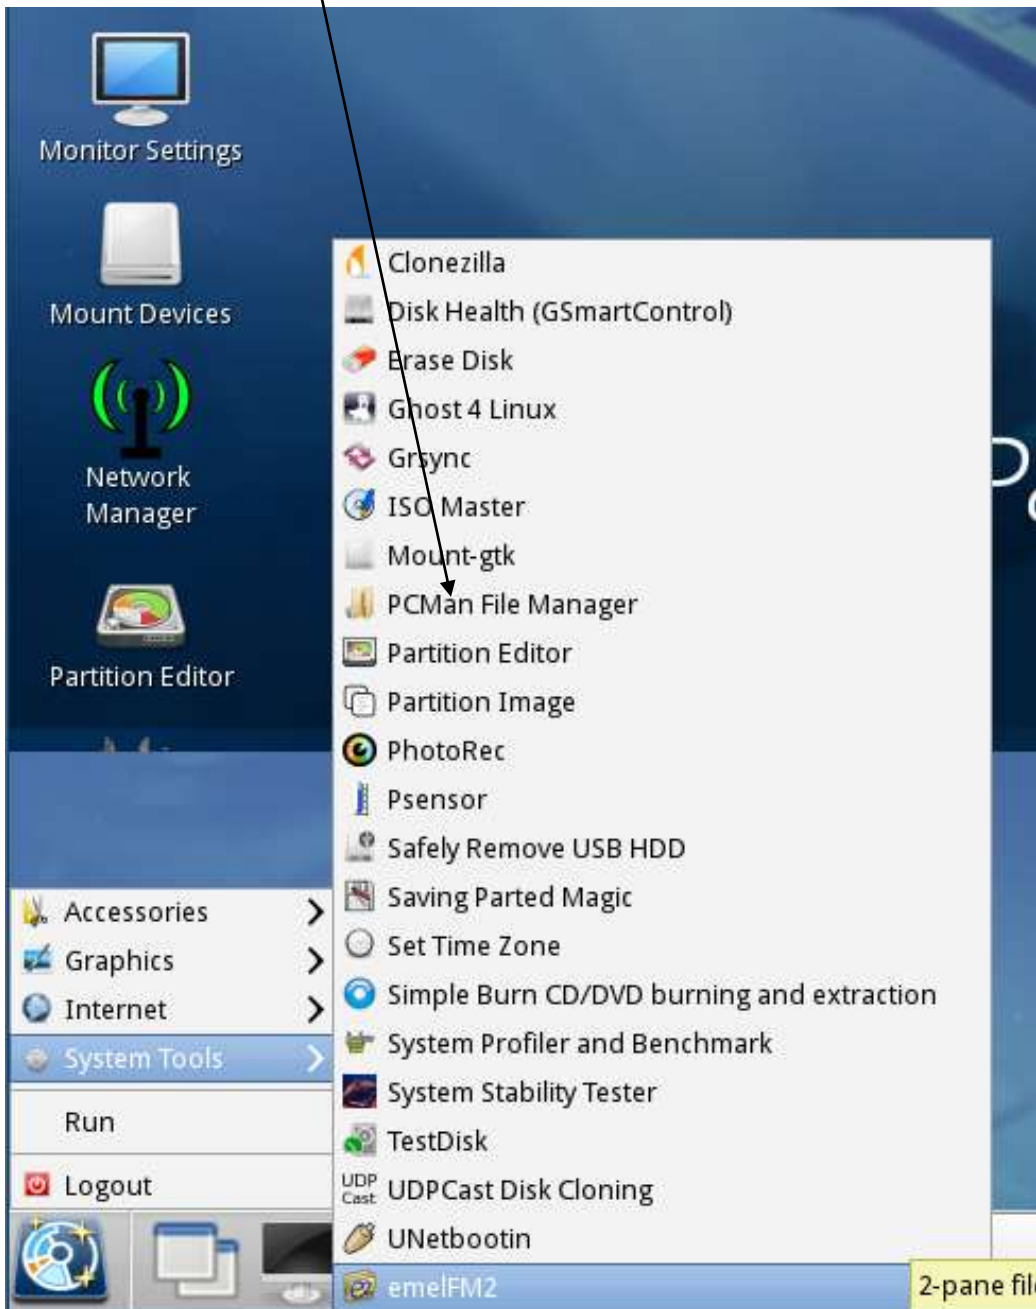 Monitor Settings
Mount Devices
Network
Manager
Partition Editor
Clonezilla
Disk Health (GSmartControl)
Erase Disk
Ghost 4 Linux
Grsync
ISO Master
Mount-gtk
PCMan File Manager
Partition Editor
Partition Image
PhotoRec
Psensor
Safely Remove USB HDD
Saving Parted Magic
Set Time Zone
Simple Burn CD/DVD burning and extraction
System Profiler and Benchmark
System Stability Tester
TestDisk
UDP
Cast
UDPCast Disk Cloning
UNetbootin
emelFM2
2-pane file
Accessories
Graphics
Internet
System Tools
Run
Logout